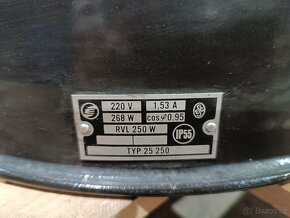 220 V 1,53 A
268 W cos φ 0,95
RVL 250 W IP55
TYP 25 250